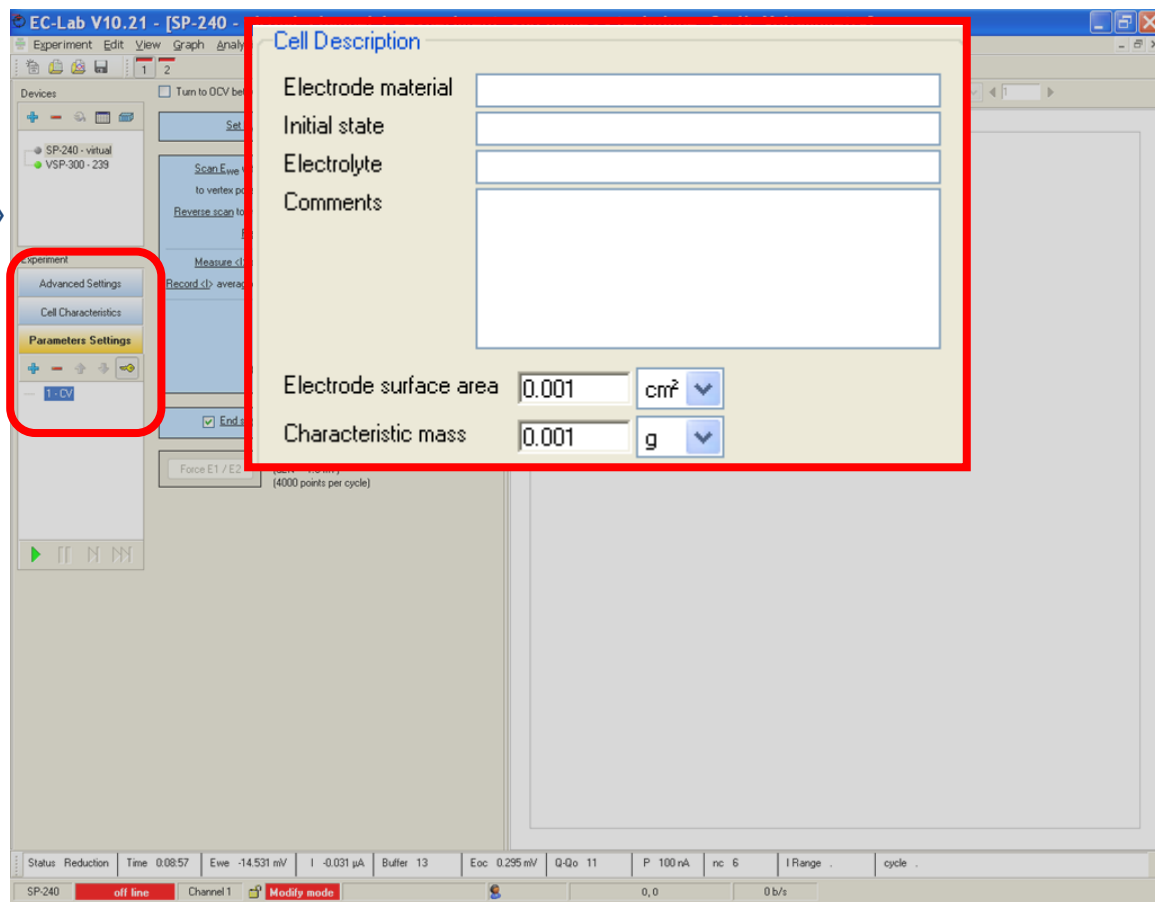 EC-Lab V10.21 - [SP-240 -
Experiment Edit View Graph Analy
1 2
Devices
Turn to OCV be
1
SP-240 - virtual
VSP-300 - 239
Set
Scan Ewe
to vertex po
Reverse scan to
Measure <I>
Record <I> averag
End s
Force E1 / E2
(4000 points per cycle)
Experiment
Advanced Settings
Cell Characteristics
Parameters Settings
1 - CV
Cell Description
Electrode material
Initial state
Electrolyte
Comments
Electrode surface area 0.001 cm²
Characteristic mass 0.001 g
Status Reduction Time 0:08:57 Ewe -14.531 mV I -0.031 µA Buffer 13 Eoc 0.295 mV Q-Qo 11 P 100 nA nc 6 I Range . cycle .
SP-240 off line Channel 1 Modify mode 0, 0 0 b/s